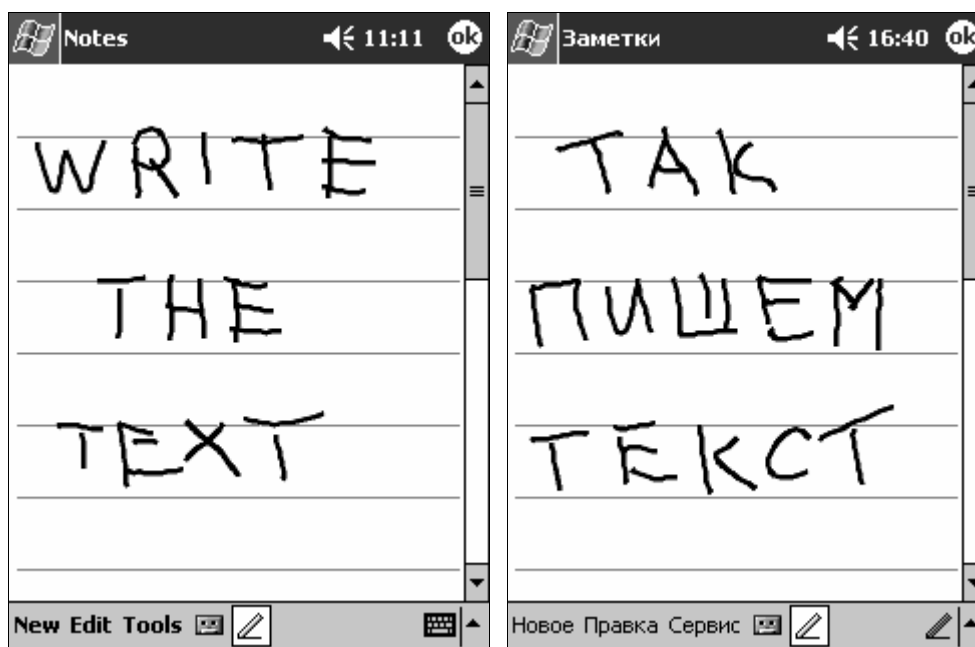 Notes 11:11 ok
WRITE
THE
TEXT
New Edit Tools
Заметки 16:40 ok
ТАК
ПИШЕМ
ТЕКСТ
Новое Правка Сервис